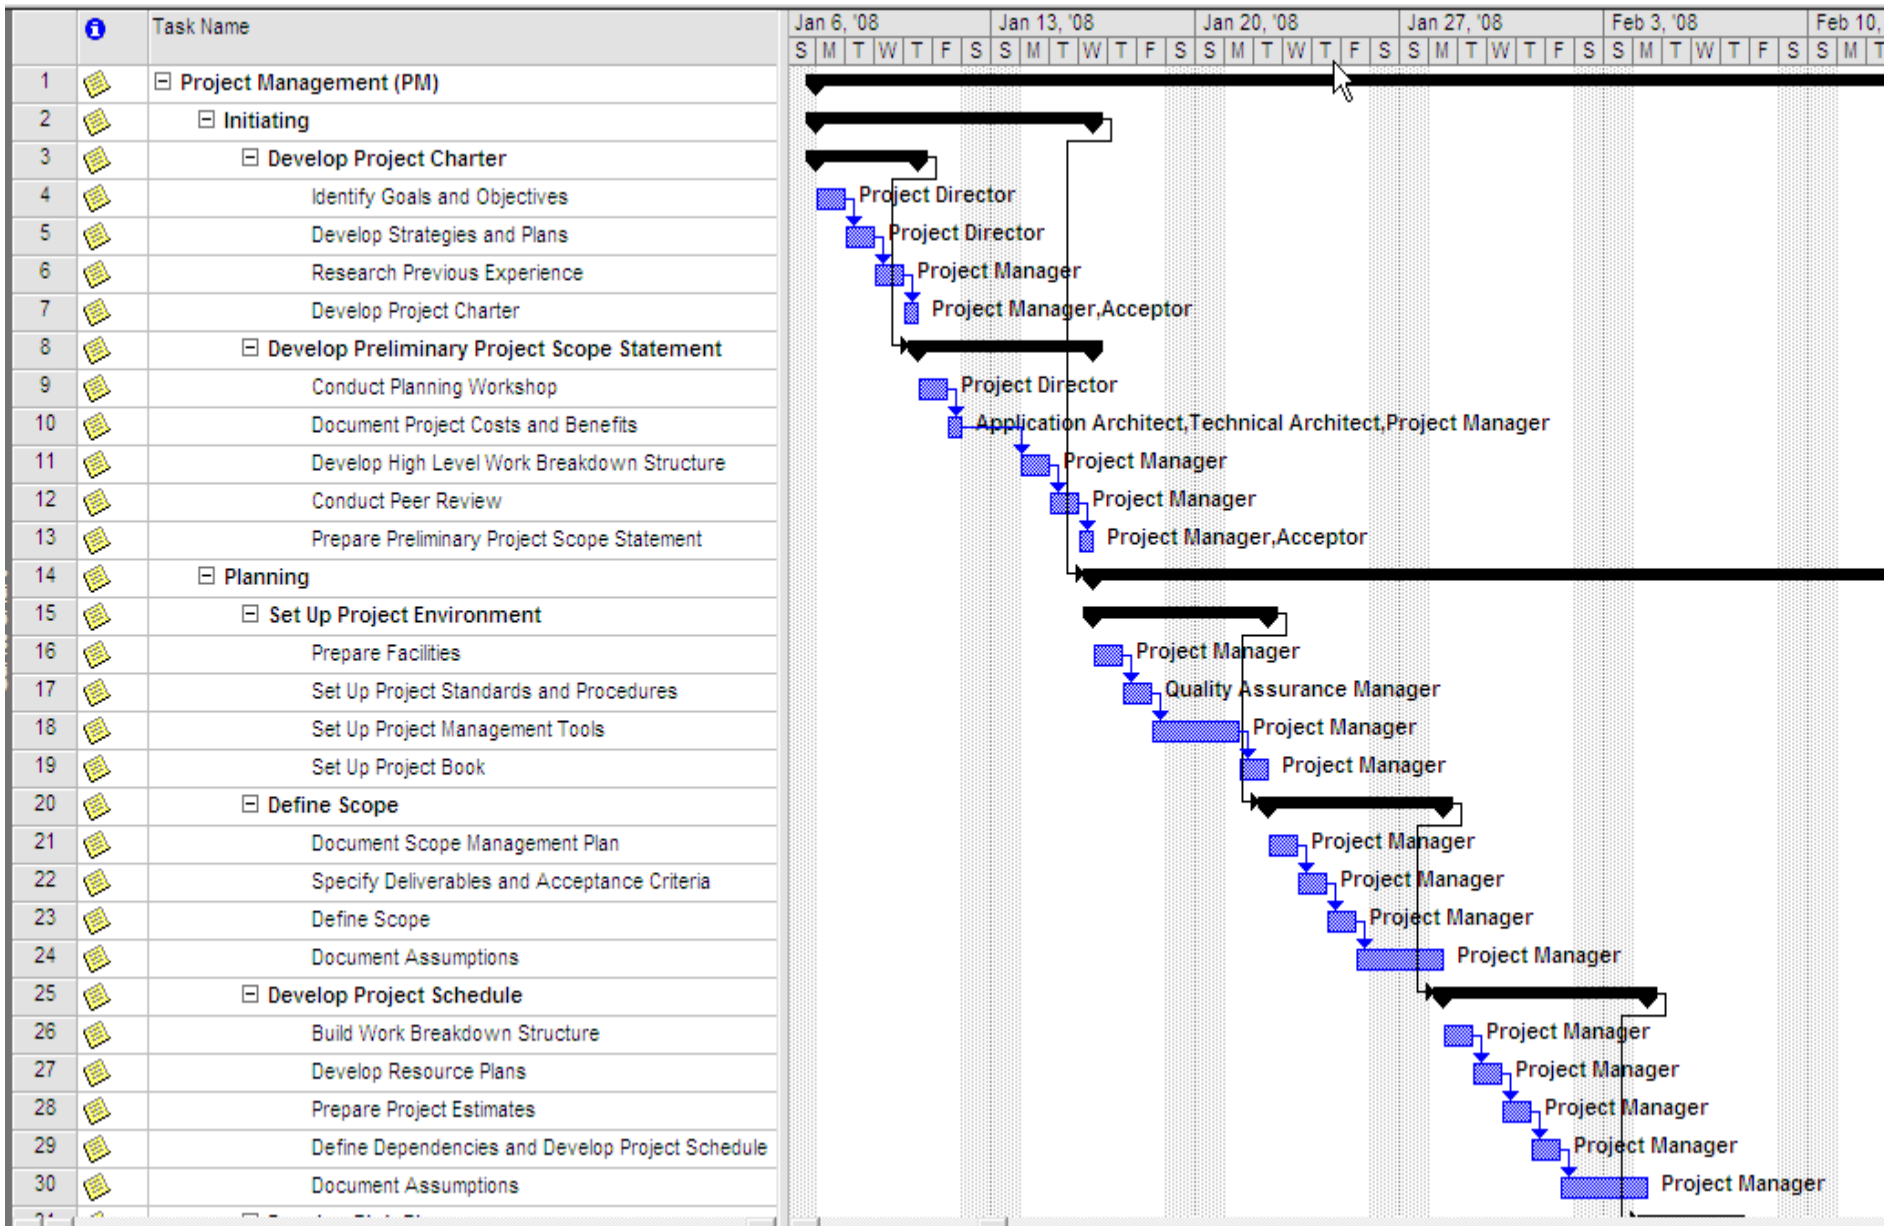 Task Name
Jan 6, '08 Jan 13, '08 Jan 20, '08 Jan 27, '08 Feb 3, '08 Feb 10,
S M T W T F S S M T W T F S S M T W T F S S M T W T F S S M T W T F S S M T
1 Project Management (PM)
2 Initiating
3 Develop Project Charter
4 Identify Goals and Objectives Project Director
5 Develop Strategies and Plans Project Director
6 Research Previous Experience Project Manager
7 Develop Project Charter Project Manager,Acceptor
8 Develop Preliminary Project Scope Statement
9 Conduct Planning Workshop Project Director
10 Document Project Costs and Benefits Application Architect,Technical Architect,Project Manager
11 Develop High Level Work Breakdown Structure Project Manager
12 Conduct Peer Review Project Manager
13 Prepare Preliminary Project Scope Statement Project Manager,Acceptor
14 Planning
15 Set Up Project Environment
16 Prepare Facilities Project Manager
17 Set Up Project Standards and Procedures Quality Assurance Manager
18 Set Up Project Management Tools Project Manager
19 Set Up Project Book Project Manager
20 Define Scope
21 Document Scope Management Plan Project Manager
22 Specify Deliverables and Acceptance Criteria Project Manager
23 Define Scope Project Manager
24 Document Assumptions Project Manager
25 Develop Project Schedule
26 Build Work Breakdown Structure Project Manager
27 Develop Resource Plans Project Manager
28 Prepare Project Estimates Project Manager
29 Define Dependencies and Develop Project Schedule Project Manager
30 Document Assumptions Project Manager